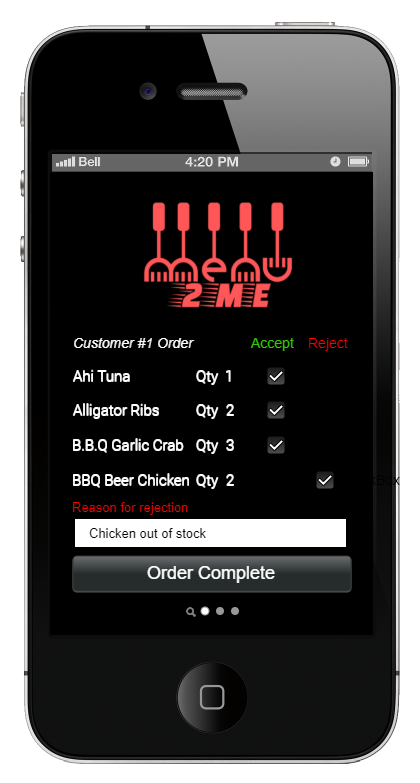 Bell 4:20 PM
menu
2 ME
Customer #1 Order Accept Reject
Ahi Tuna Qty 1
Alligator Ribs Qty 2
B.B.Q Garlic Crab Qty 3
BBQ Beer Chicken Qty 2
Reason for rejection
Chicken out of stock
Order Complete